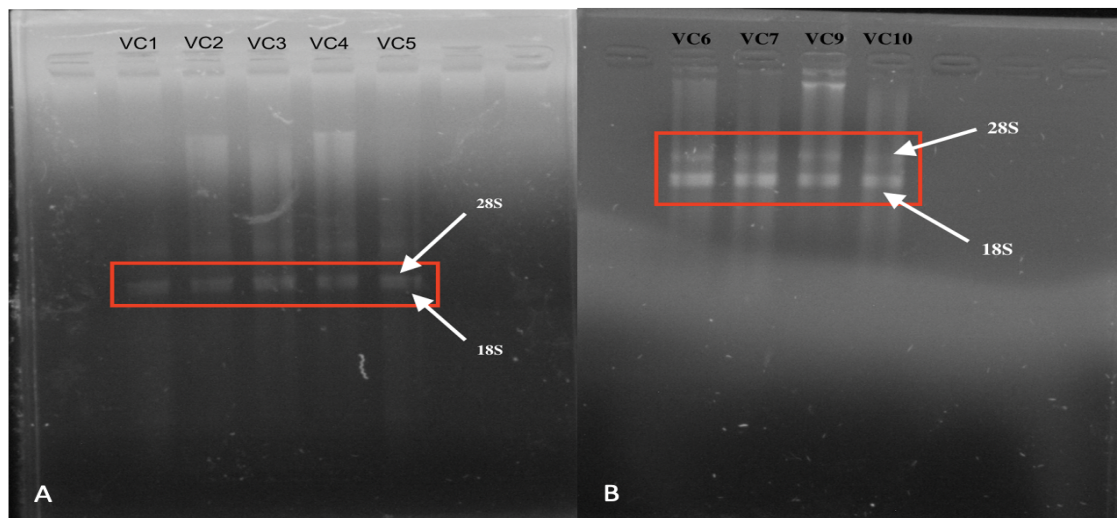 VC1 VC2 VC3 VC4 VC5
28S
18S
A
VC6 VC7 VC9 VC10
28S
18S
B